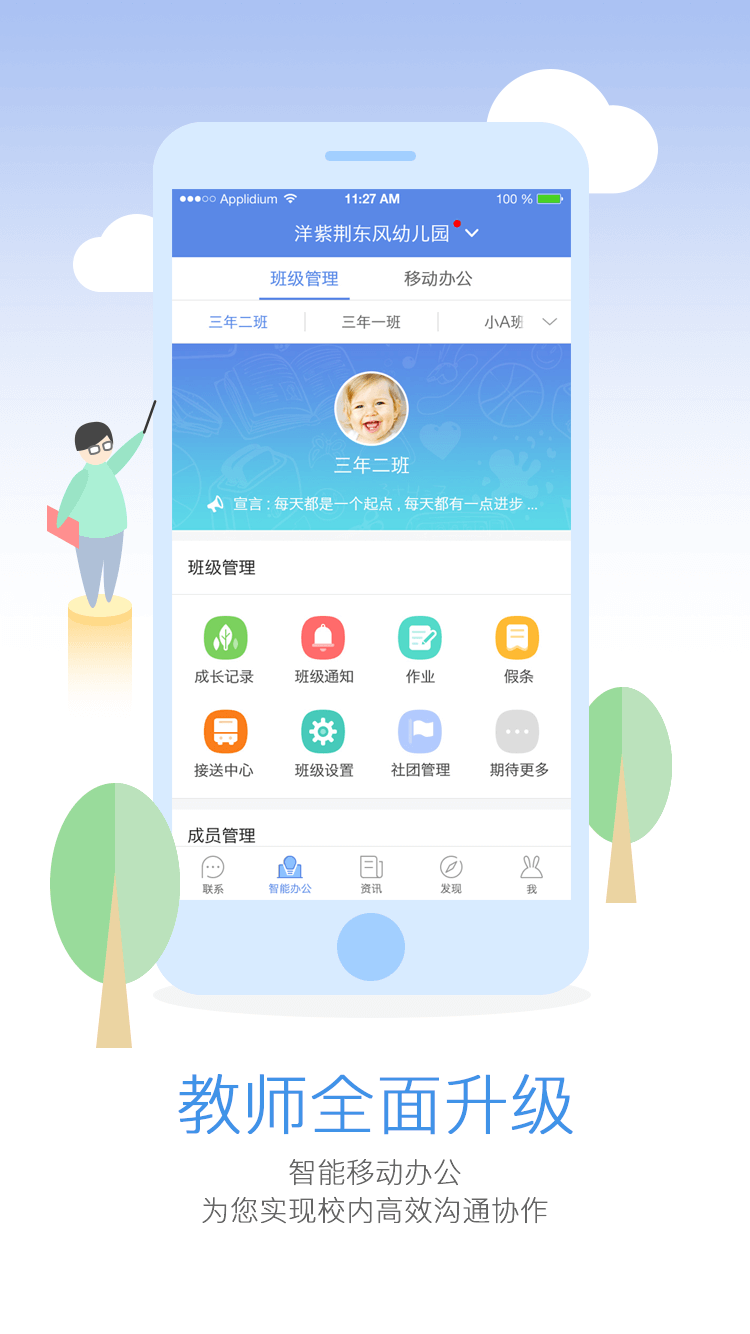 Applidium 11:27 AM 100 %
洋紫荆东风幼儿园
班级管理 移动办公
三年二班 三年一班 小A班
三年二班
宣言 : 每天都是一个起点 , 每天都有一点进步 ...
班级管理
成长记录 班级通知 作业 假条
接送中心 班级设置 社团管理 期待更多
成员管理
联系 智能办公 资讯 发现 我
教师全面升级
智能移动办公
为您实现校内高效沟通协作